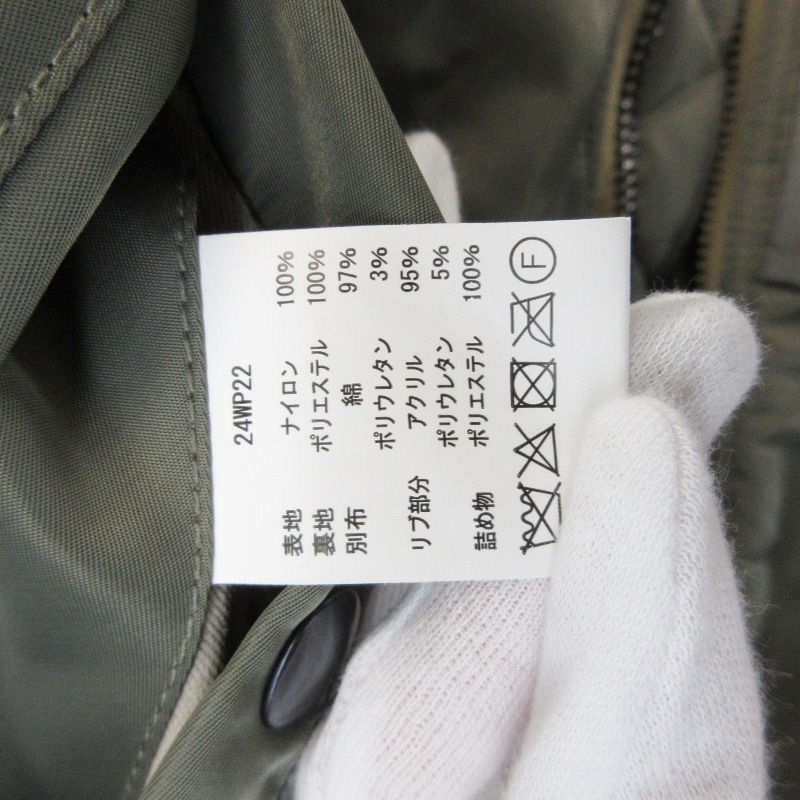 24WP22
表地 ナイロン 100%
裏地 ポリエステル 100%
別布 綿 97%
ポリウレタン 3%
リブ部分 アクリル 95%
ポリウレタン 5%
詰め物 ポリエステル 100%
F